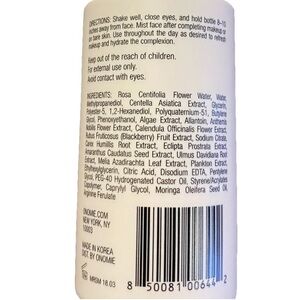 DIRECTIONS: Shake well, close eyes, and hold bottle 8-10
inches away from face. Mist face after completing makeup or
on bare skin. Use throughout the day as desired to refresh
makeup and hydrate the complexion.
Keep out of the reach of children.
For external use only.
Avoid contact with eyes.
INGREDIENTS: Rosa Centifolia Flower Water, Water,
Methylpropanediol, Centella Asiatica Extract, Glycerin,
Polyester-5, 1,2-Hexanediol, Polyquaternium-51, Butylene
Glycol, Phenoxyethanol, Algae Extract, Allantoin, Anthemis
Nobilis Flower Extract, Calendula Officinalis Flower Extract,
Rubus Fruticosus (Blackberry) Fruit Extract, Sodium Citrate,
Carex Humilis Root Extract, Eclipta Prostrata Extract,
Amaranthus Caudatus Seed Extract, Ulmus Davidiana Root
Extract, Melia Azadirachta Leaf Extract, Plankton Extract,
Ethylhexylglycerin, Citric Acid, Disodium EDTA, Pentylene
Glycol, PEG-40 Hydrogenated Castor Oil, Styrene/Acrylates
Copolymer, Caprylyl Glycol, Moringa Oleifera Seed Oil,
Arginine Ferulate
ONOMIE.COM
NEW YORK, NY
10003
MADE IN KOREA
DIST. BY ONOMIE
MRSM 18.03
8 50081 00644 2